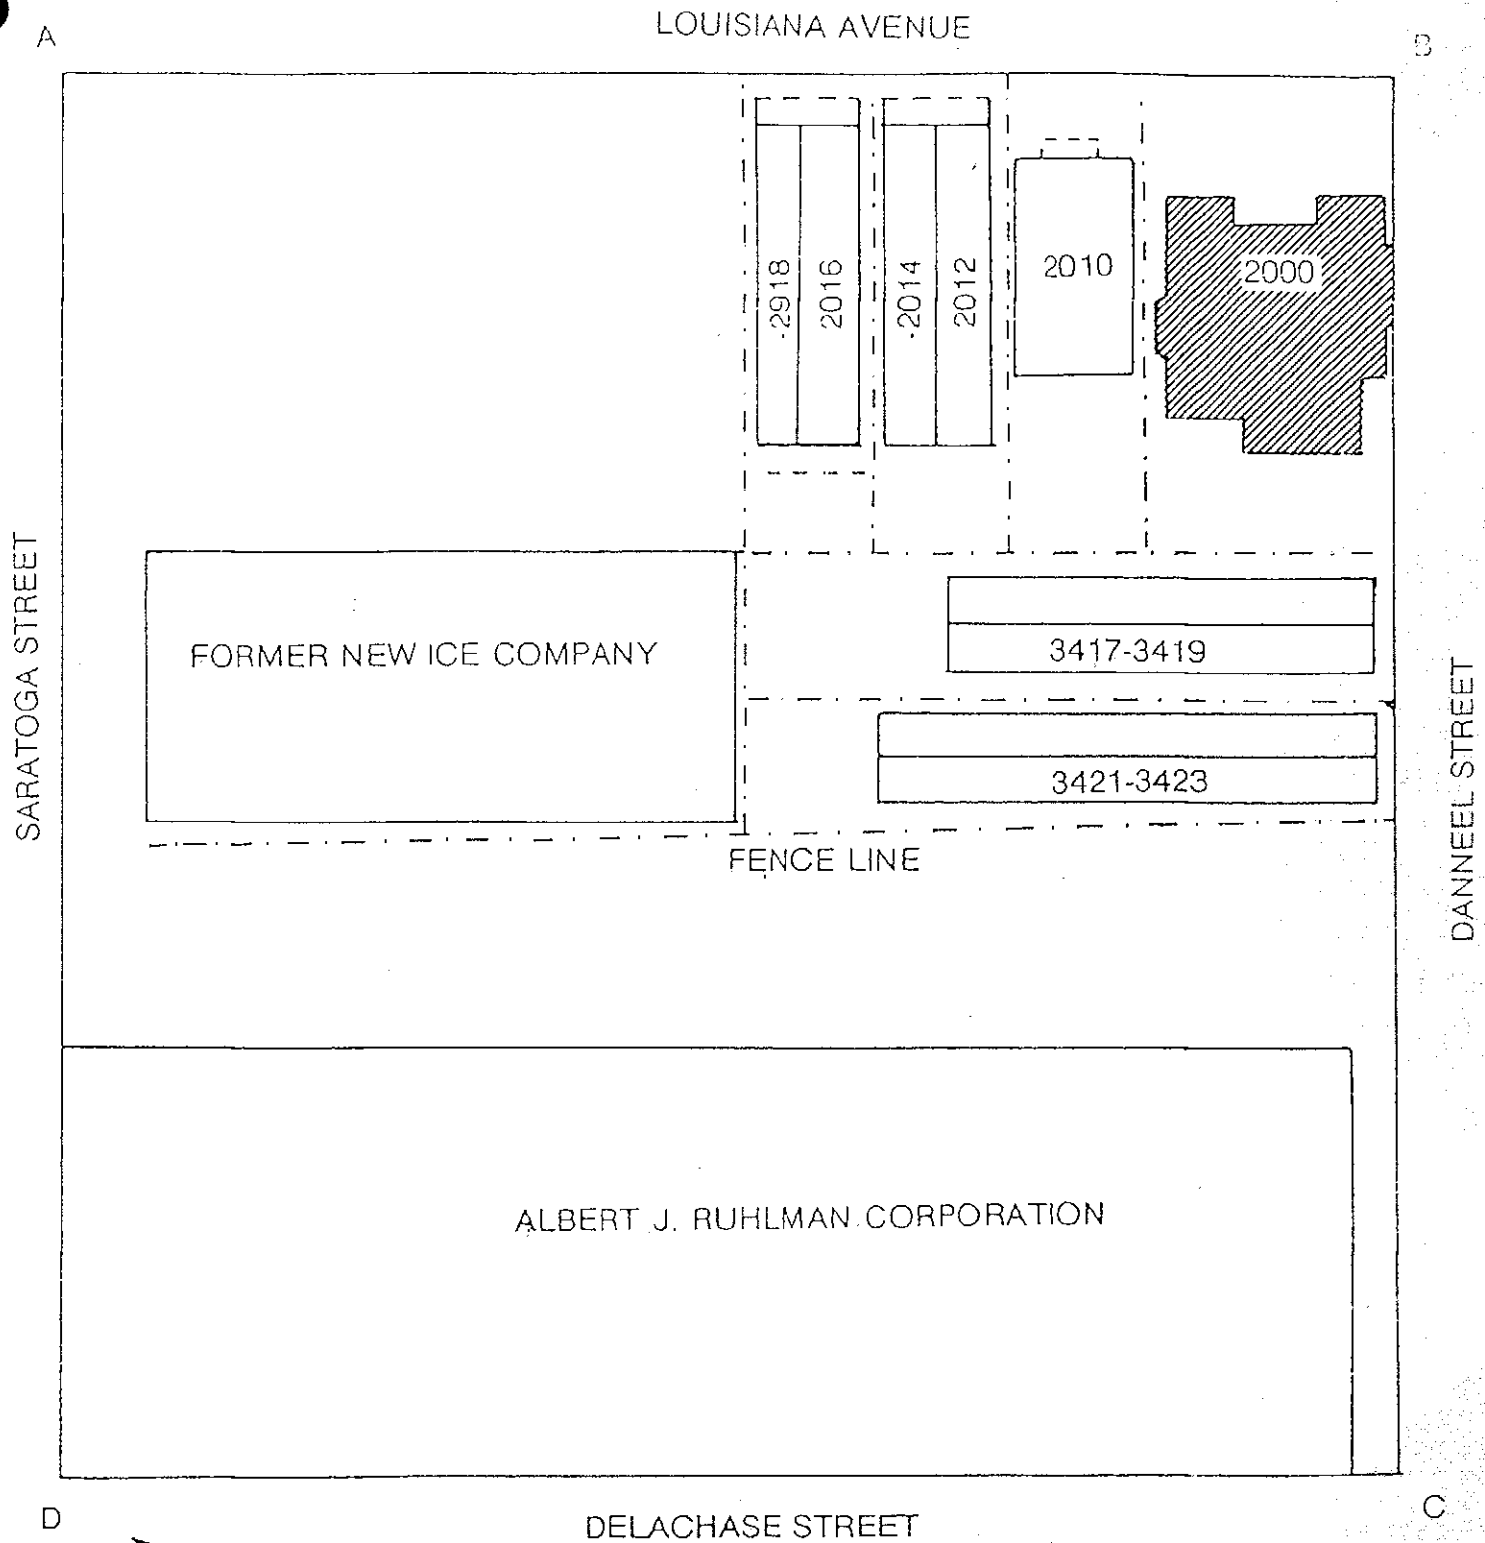 LOUISIANA AVENUE
A
B
-2918
2016
-2014
2012
2010
2000
SARATOGA STREET
FORMER NEW ICE COMPANY
3417-3419
3421-3423
DANNEEL STREET
FENCE LINE
ALBERT J. RUHLMAN CORPORATION
D
C
DELACHASE STREET